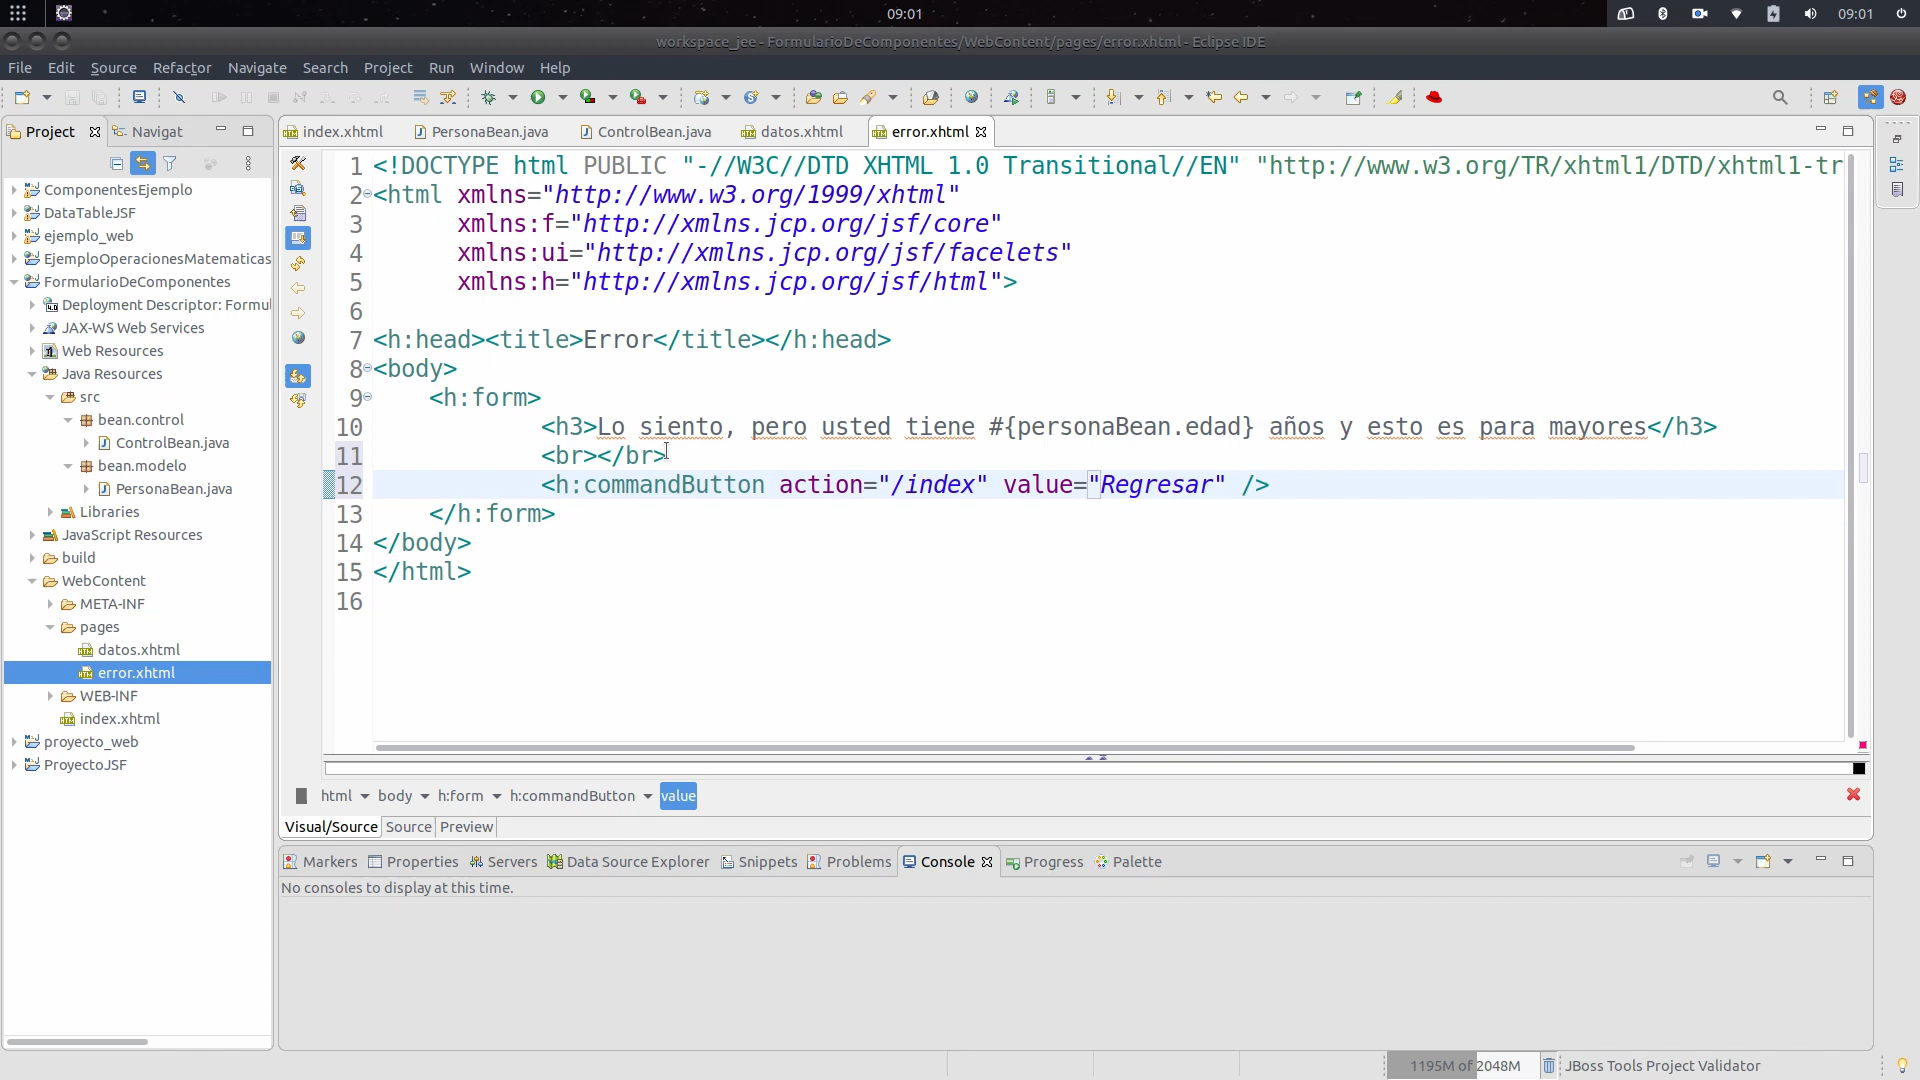 09:01
09:01
workspace_jee - FormularioDeComponentes/WebContent/pages/error.xhtml - Eclipse IDE
File Edit Source Refactor Navigate Search Project Run Window Help
Project Navigat
index.xhtml PersonaBean.java ControlBean.java datos.xhtml error.xhtml
ComponentesEjemplo
DataTableJSF
ejemplo_web
EjemploOperacionesMatematicas
FormularioDeComponentes
Deployment Descriptor: Formul
JAX-WS Web Services
Web Resources
Java Resources
src
bean.control
ControlBean.java
bean.modelo
PersonaBean.java
Libraries
JavaScript Resources
build
WebContent
META-INF
pages
datos.xhtml
error.xhtml
WEB-INF
index.xhtml
proyecto_web
ProyectoJSF
1 <!DOCTYPE html PUBLIC "-//W3C//DTD XHTML 1.0 Transitional//EN" "http://www.w3.org/TR/xhtml1/DTD/xhtml1-tr
2 <html xmlns="http://www.w3.org/1999/xhtml"
3 xmlns:f="http://xmlns.jcp.org/jsf/core"
4 xmlns:ui="http://xmlns.jcp.org/jsf/facelets"
5 xmlns:h="http://xmlns.jcp.org/jsf/html">
6
7 <h:head><title>Error</title></h:head>
8 <body>
9 <h:form>
10 <h3>Lo siento, pero usted tiene #{personaBean.edad} años y esto es para mayores</h3>
11 <br></br>
12 <h:commandButton action="/index" value="Regresar" />
13 </h:form>
14 </body>
15 </html>
16
html body h:form h:commandButton value
Visual/Source Source Preview
Markers Properties Servers Data Source Explorer Snippets Problems Console Progress Palette
No consoles to display at this time.
1195M of 2048M JBoss Tools Project Validator